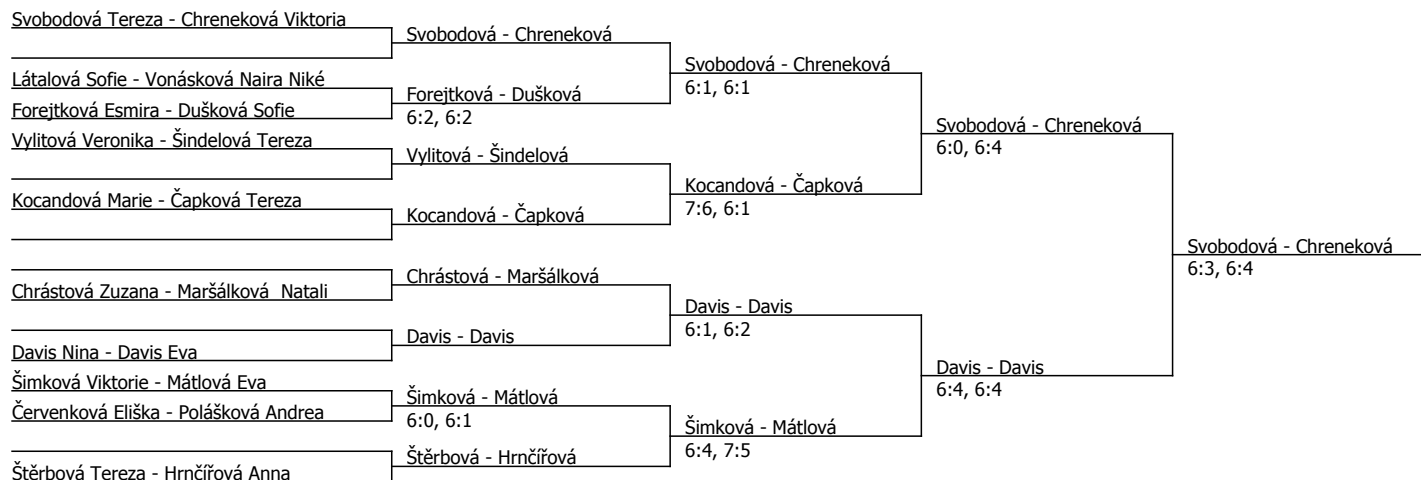 Svobodová Tereza - Chreneková Viktoria
Svobodová - Chreneková
Svobodová - Chreneková
6:1, 6:1
Látalová Sofie - Vonásková Naira Niké
Forejtková - Dušková
6:2, 6:2
Forejtková Esmira - Dušková Sofie
Svobodová - Chreneková
6:0, 6:4
Vylitová Veronika - Šindelová Tereza
Vylitová - Šindelová
Kocandová - Čapková
7:6, 6:1
Kocandová Marie - Čapková Tereza
Kocandová - Čapková
Svobodová - Chreneková
6:3, 6:4
Chrástová - Maršálková
Chrástová Zuzana - Maršálková  Natali
Davis - Davis
6:1, 6:2
Davis - Davis
Davis Nina - Davis Eva
Davis - Davis
6:4, 6:4
Šimková Viktorie - Mátlová Eva
Šimková - Mátlová
6:0, 6:1
Červenková Eliška - Polášková Andrea
Šimková - Mátlová
6:4, 7:5
Štěrbová - Hrnčířová
Štěrbová Tereza - Hrnčířová Anna